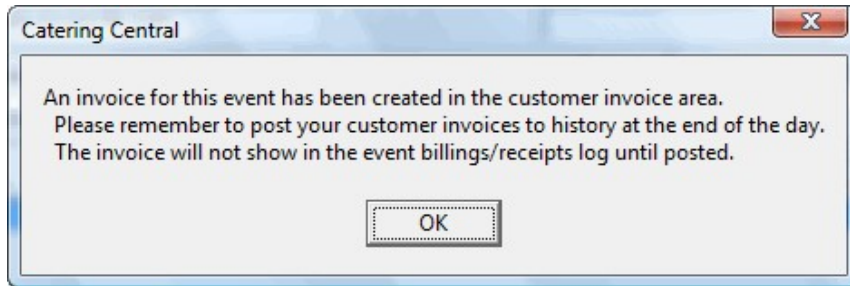 Catering Central
An invoice for this event has been created in the customer invoice area.
Please remember to post your customer invoices to history at the end of the day.
The invoice will not show in the event billings/receipts log until posted.
OK